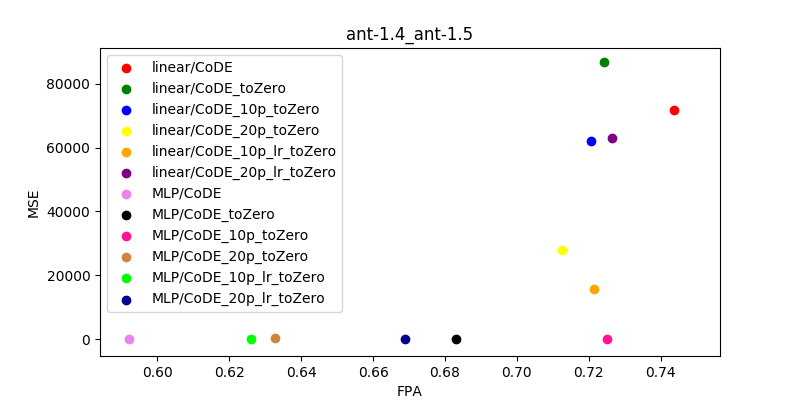 ant-1.4_ant-1.5
linear/CoDE
linear/CoDE_toZero
linear/CoDE_10p_toZero
linear/CoDE_20p_toZero
linear/CoDE_10p_lr_toZero
linear/CoDE_20p_lr_toZero
MLP/CoDE
MLP/CoDE_toZero
MLP/CoDE_10p_toZero
MLP/CoDE_20p_toZero
MLP/CoDE_10p_lr_toZero
MLP/CoDE_20p_lr_toZero
MSE
80000
60000
40000
20000
0
0.60 0.62 0.64 0.66 0.68 0.70 0.72 0.74
FPA